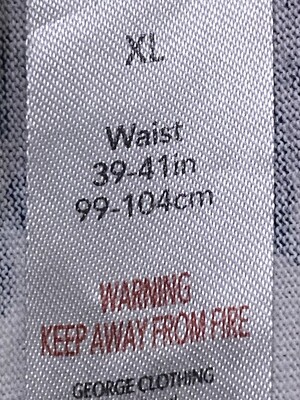 XL
Waist
39-41in
99-104cm
WARNING
KEEP AWAY FROM FIRE
GEORGE CLOTHING